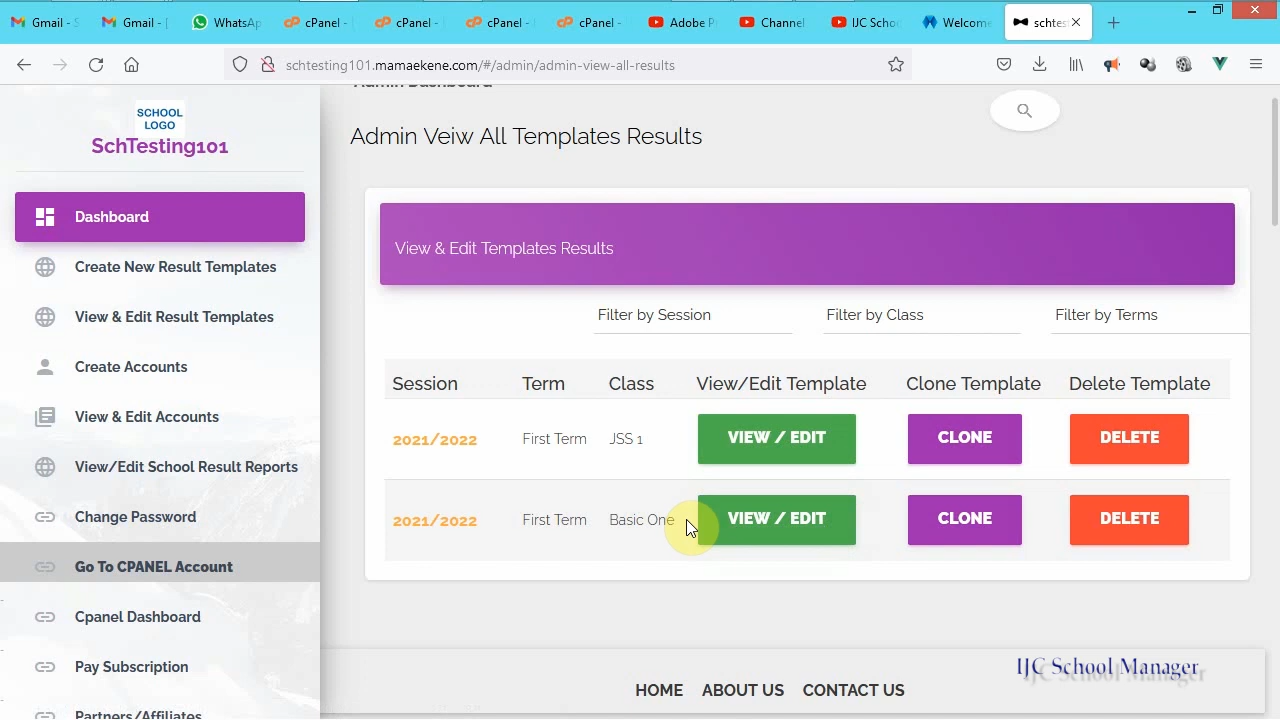 Gmail - S
Gmail - [
WhatsAp
cPanel -
cPanel -
cPanel -
cPanel -
Adobe P
Channel
IJC Schoo
Welcome
schtest
schtesting101.mamaekene.com/#/admin/admin-view-all-results
SCHOOL
LOGO
SchTesting101
Dashboard
Create New Result Templates
View & Edit Result Templates
Create Accounts
View & Edit Accounts
View/Edit School Result Reports
Change Password
Go To CPANEL Account
Cpanel Dashboard
Pay Subscription
Partners/Affiliates
Admin Dashboard
Admin Veiw All Templates Results
View & Edit Templates Results
Filter by Session Filter by Class Filter by Terms
Session Term Class View/Edit Template Clone Template Delete Template
2021/2022 First Term JSS 1 VIEW / EDIT CLONE DELETE
2021/2022 First Term Basic One VIEW / EDIT CLONE DELETE
IJC School Manager
HOME ABOUT US CONTACT US